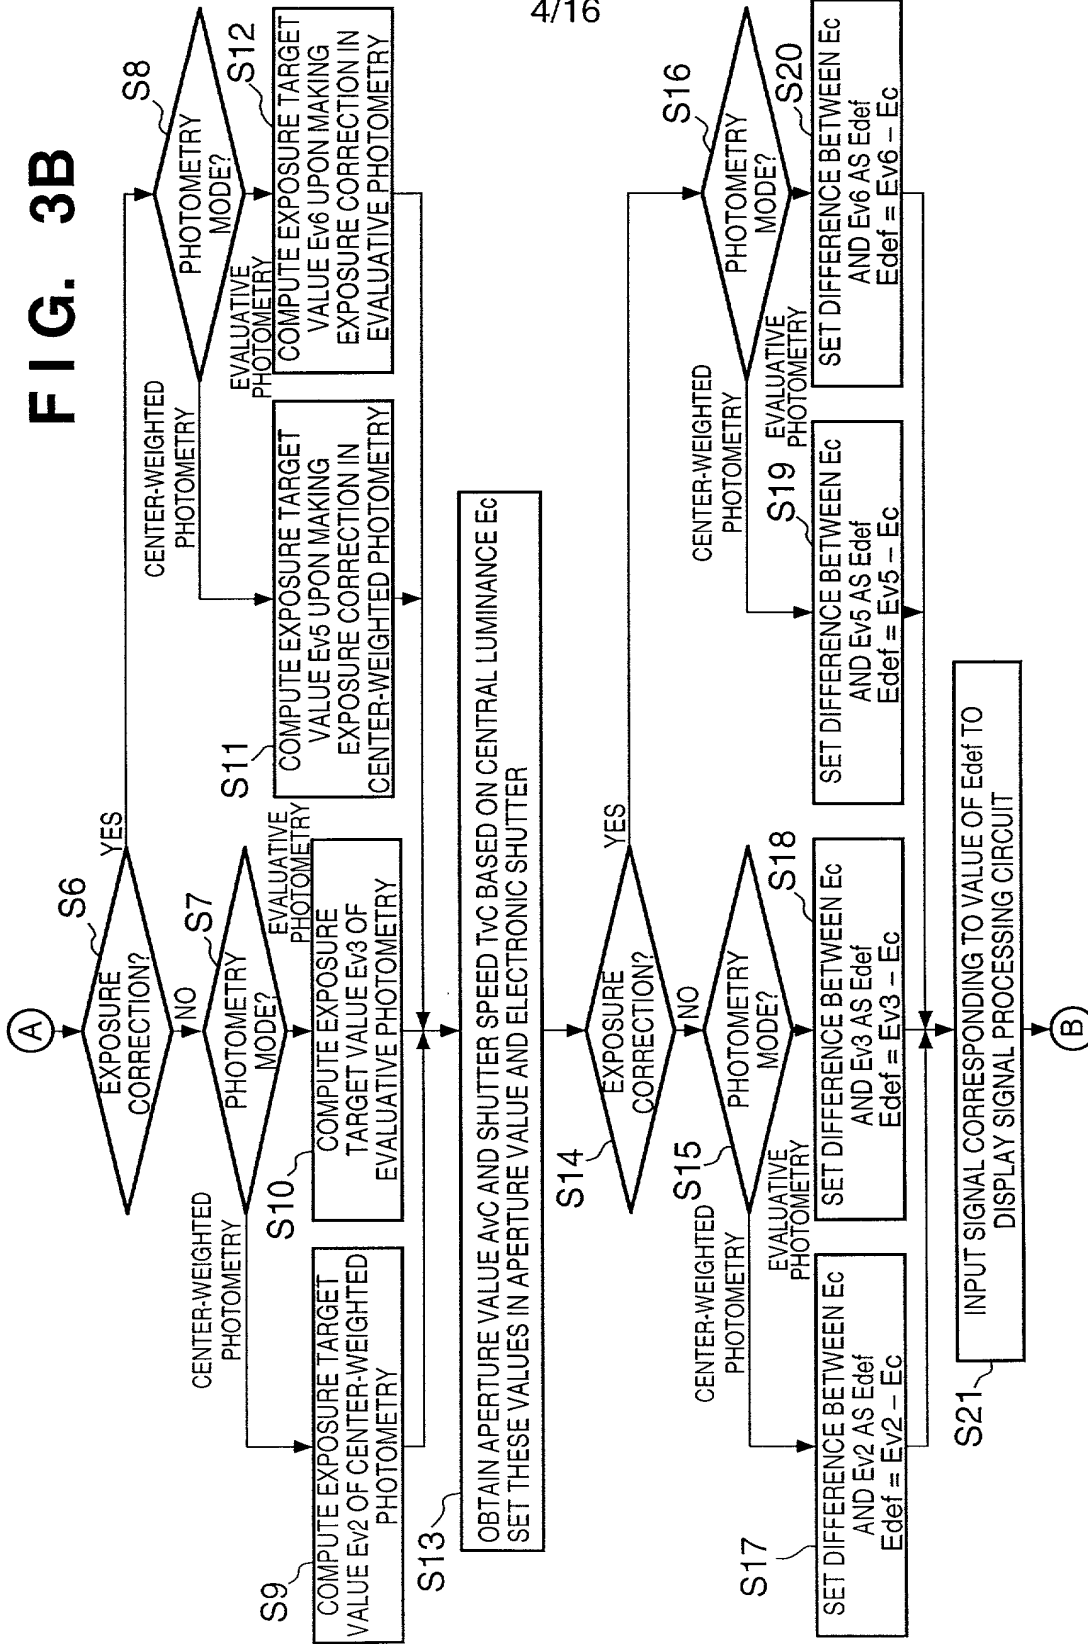 4/16
FIG. 3B
A
S6
EXPOSURE
CORRECTION?
YES
NO
S7
PHOTOMETRY
MODE?
S8
PHOTOMETRY
MODE?
CENTER-WEIGHTED
PHOTOMETRY
EVALUATIVE
PHOTOMETRY
CENTER-WEIGHTED
PHOTOMETRY
EVALUATIVE
PHOTOMETRY
S9
COMPUTE EXPOSURE TARGET
VALUE Ev2 OF CENTER-WEIGHTED
PHOTOMETRY
S10
COMPUTE EXPOSURE
TARGET VALUE Ev3 OF
EVALUATIVE PHOTOMETRY
S11
COMPUTE EXPOSURE TARGET
VALUE Ev5 UPON MAKING
EXPOSURE CORRECTION IN
CENTER-WEIGHTED PHOTOMETRY
S12
COMPUTE EXPOSURE TARGET
VALUE Ev6 UPON MAKING
EXPOSURE CORRECTION IN
EVALUATIVE PHOTOMETRY
S13
OBTAIN APERTURE VALUE AvC AND SHUTTER SPEED TvC BASED ON CENTRAL LUMINANCE Ec
SET THESE VALUES IN APERTURE VALUE AND ELECTRONIC SHUTTER
S14
EXPOSURE
CORRECTION?
YES
NO
S15
PHOTOMETRY
MODE?
S16
PHOTOMETRY
MODE?
CENTER-WEIGHTED
PHOTOMETRY
EVALUATIVE
PHOTOMETRY
CENTER-WEIGHTED
PHOTOMETRY
EVALUATIVE
PHOTOMETRY
S17
SET DIFFERENCE BETWEEN Ec
AND Ev2 AS Edef
Edef = Ev2 – Ec
S18
SET DIFFERENCE BETWEEN Ec
AND Ev3 AS Edef
Edef = Ev3 – Ec
S19
SET DIFFERENCE BETWEEN Ec
AND Ev5 AS Edef
Edef = Ev5 – Ec
S20
SET DIFFERENCE BETWEEN Ec
AND Ev6 AS Edef
Edef = Ev6 – Ec
S21
INPUT SIGNAL CORRESPONDING TO VALUE OF Edef TO
DISPLAY SIGNAL PROCESSING CIRCUIT
B